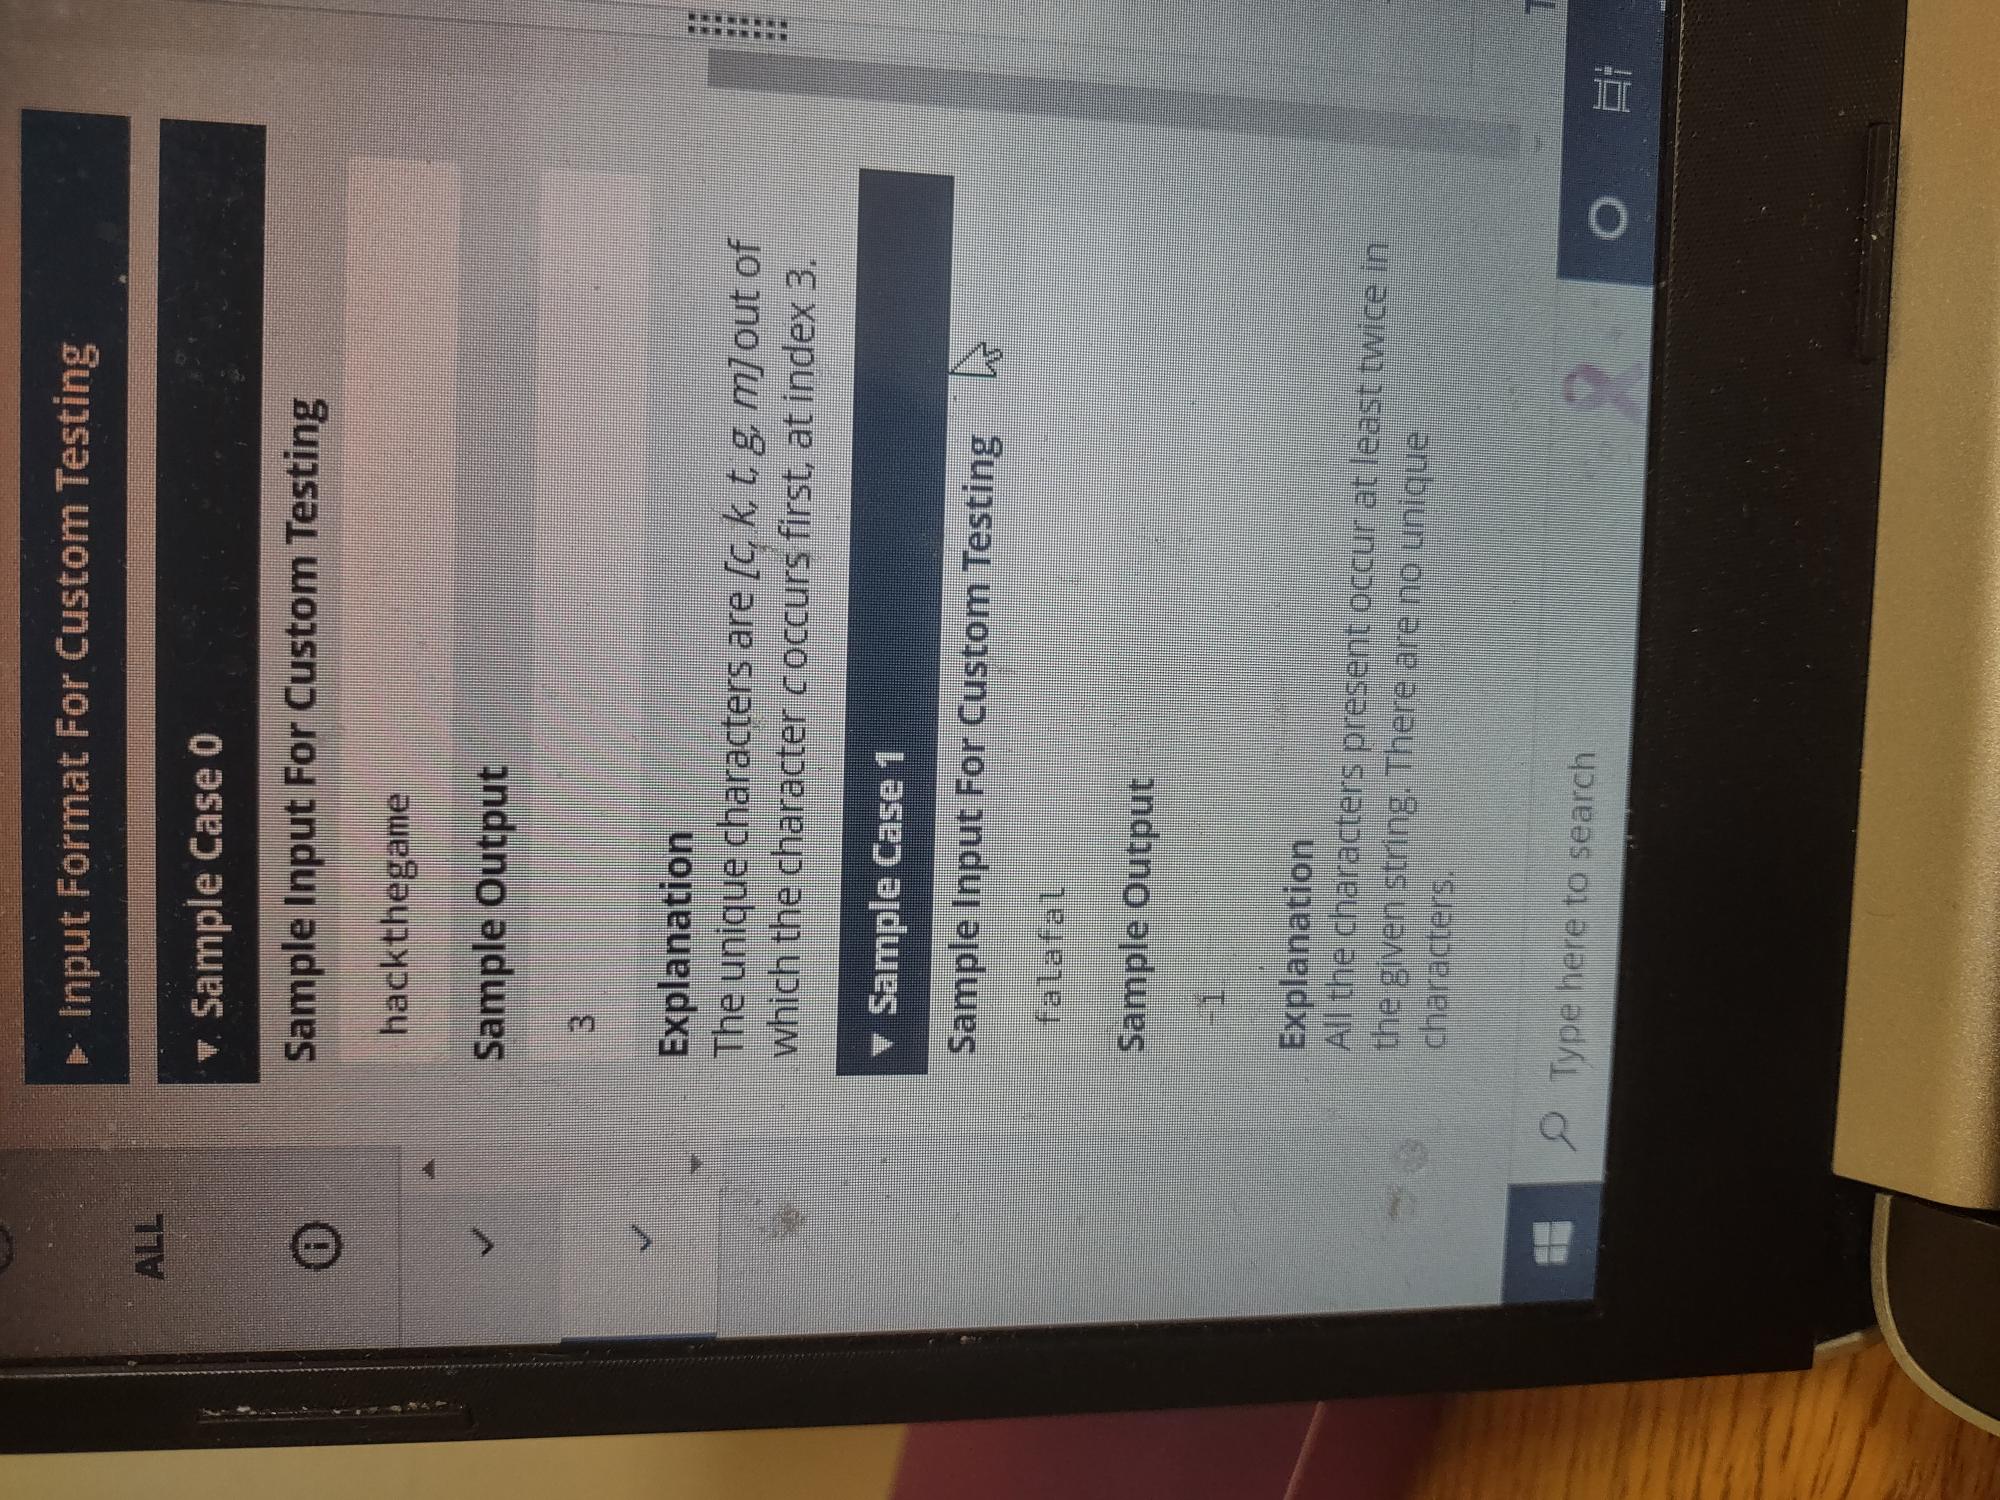 Input Format For Custom Testing
ALL
Sample Case 0
Sample Input For Custom Testing
hackthegame
Sample Output
3
Explanation
The unique characters are [c, k, t, g, m] out of
which the character c occurs first, at index 3.
Sample Case 1
Sample Input For Custom Testing
falafal
Sample Output
-1
Explanation
All the characters present occur at least twice in
the given string. There are no unique
characters.
Type here to search